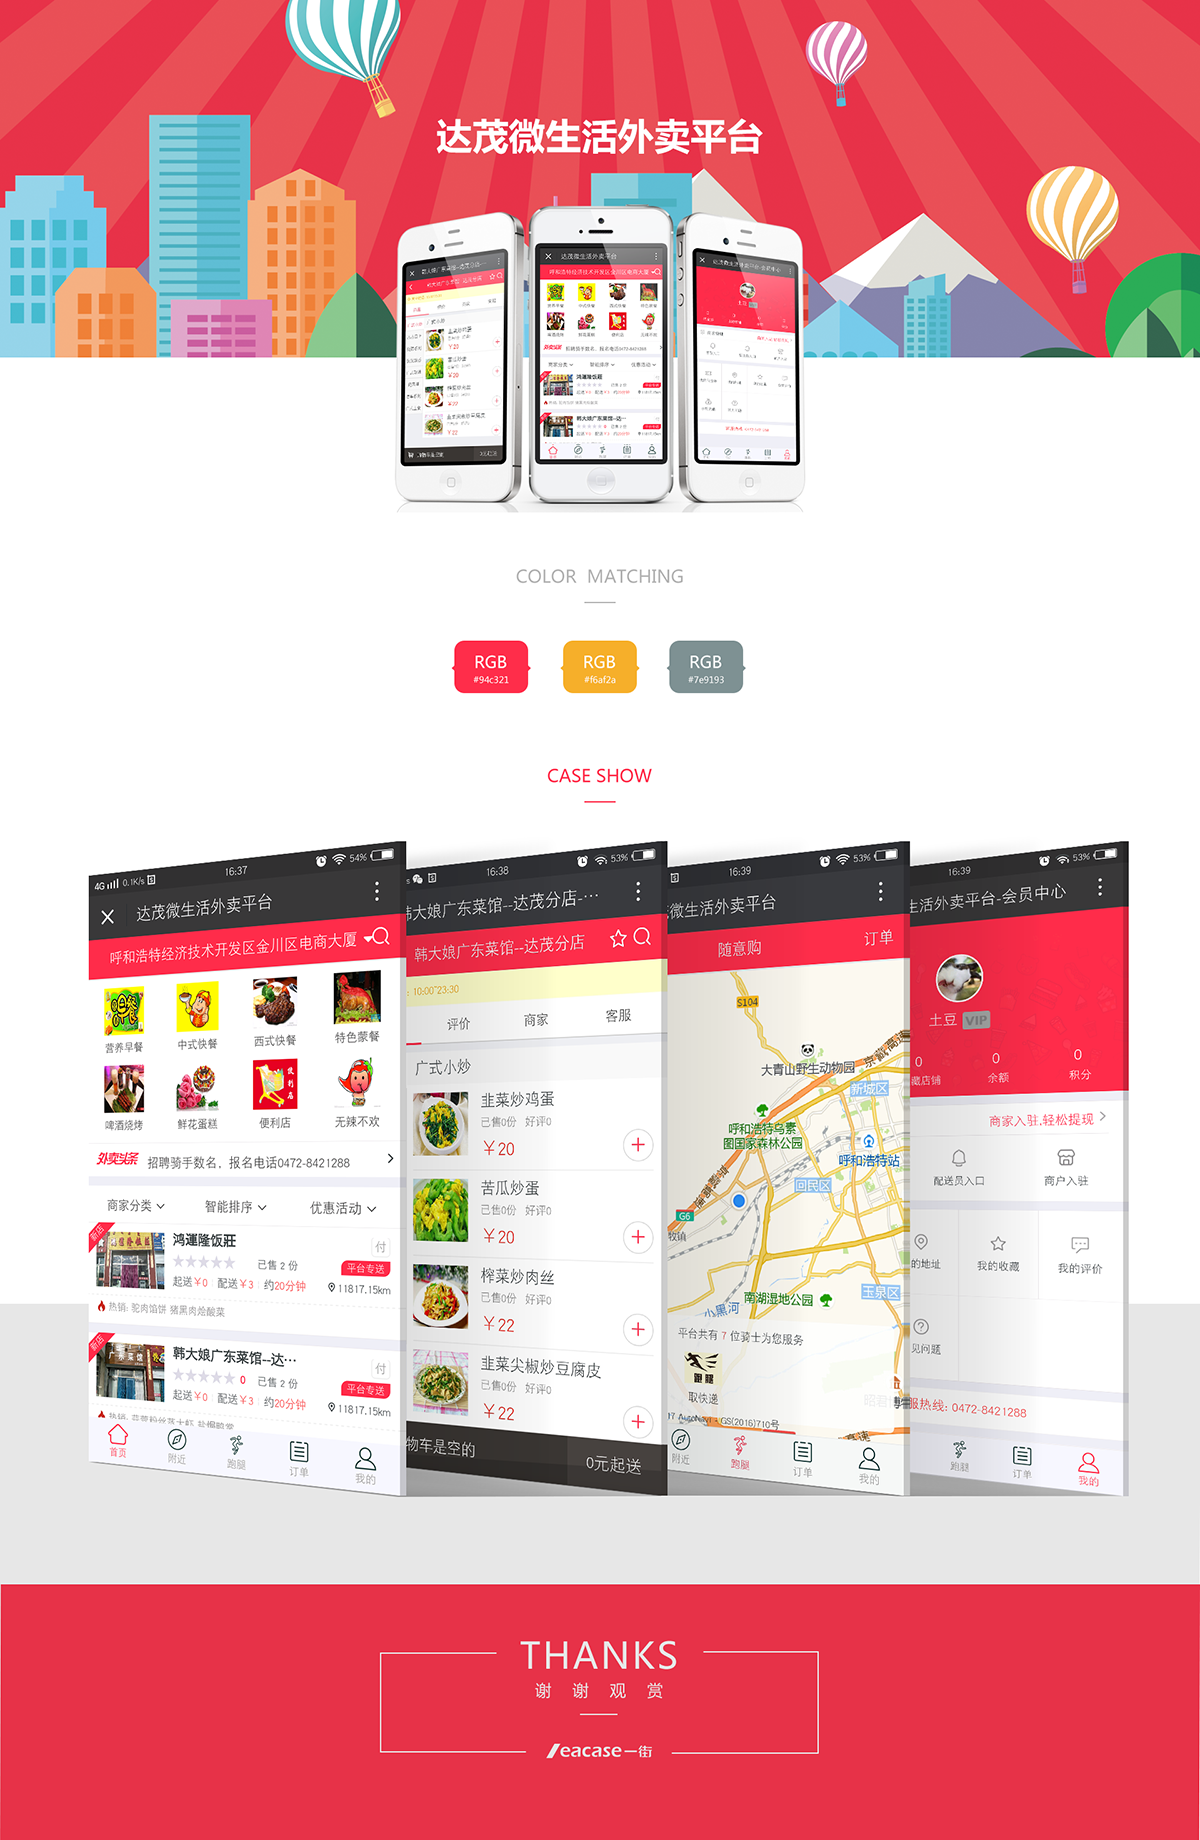 达茂微生活外卖平台
COLOR MATCHING
RGB
#94c321
RGB
#f6af2a
RGB
#7e9193
CASE SHOW
4G 0.1K/s 16:37 54%
达茂微生活外卖平台
呼和浩特经济技术开发区金川区电商大厦
营养早餐 中式快餐 西式快餐 特色蒙餐
啤酒烧烤 鲜花蛋糕 便利店 无辣不欢
外卖头条 招聘骑手数名，报名电话0472-8421288
商家分类 智能排序 优惠活动
新店
鸿運隆饭莊
付
已售 2 份
平台专送
起送￥0 配送￥3 约20分钟 11817.15km
热销: 驼肉馅饼 猪黑肉烩酸菜
新店
韩大娘广东菜馆--达…
付
0 已售 2 份
平台专送
起送￥0 配送￥3 约20分钟 11817.15km
首页 附近 跑腿 订单 我的
16:38 53%
韩大娘广东菜馆--达茂分店-…
韩大娘广东菜馆--达茂分店
: 10:00~23:30
评价 商家 客服
广式小炒
韭菜炒鸡蛋
已售0份 好评0
￥20
苦瓜炒蛋
已售0份 好评0
￥20
榨菜炒肉丝
已售0份 好评0
￥22
韭菜尖椒炒豆腐皮
已售0份 好评0
￥22
物车是空的 0元起送
16:39 53%
微生活外卖平台
随意购 订单
S104
大青山野生动物园
京藏高速
新城区
呼和浩特乌素
图国家森林公园
呼和浩特站
回民区
G6
牧镇
玉泉区
南湖湿地公园
小黑河
平台共有 7 位骑士为您服务
跑腿
取快递
AutoNavi - GS(2016)710号
附近 跑腿 订单 我的
16:39 53%
生活外卖平台-会员中心
土豆 VIP
0 0 0
藏店铺 余额 积分
商家入驻,轻松提现
配送员入口 商户入驻
的地址 我的收藏 我的评价
见问题
服热线: 0472-8421288
跑腿 订单 我的
THANKS
谢谢观赏
eacase一街